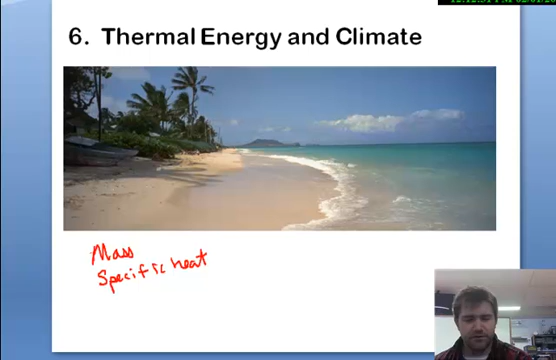 6. Thermal Energy and Climate
Mass
Specific heat